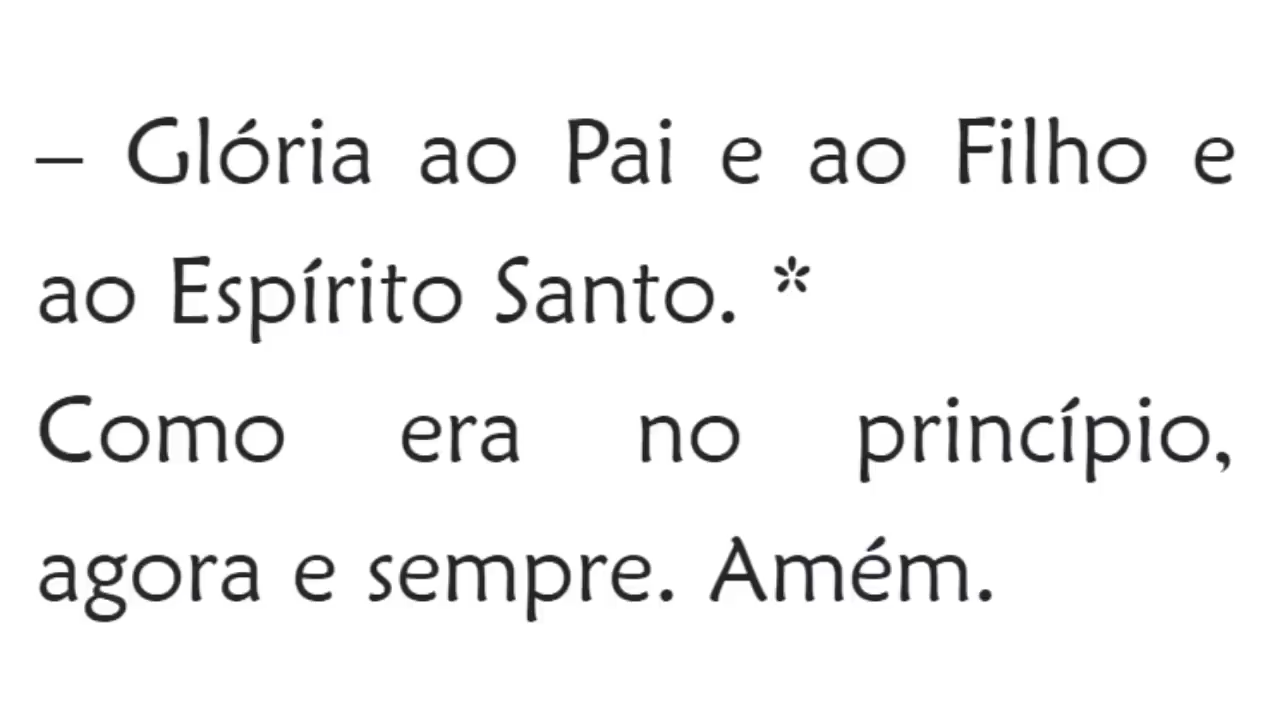 – Glória ao Pai e ao Filho e
ao Espírito Santo. *
Como era no princípio,
agora e sempre. Amém.